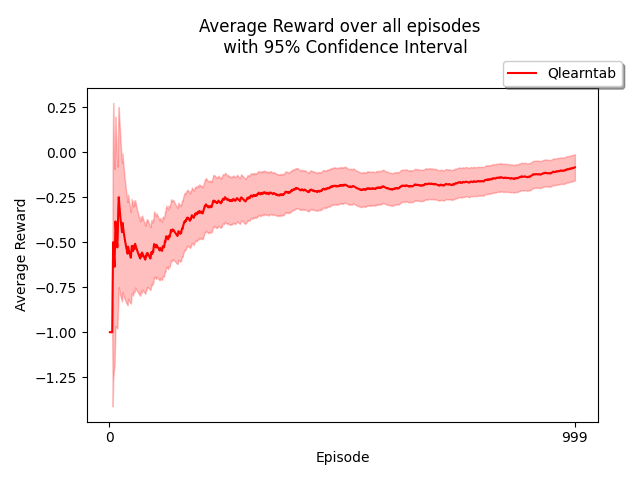 Average Reward over all episodes
with 95% Confidence Interval
Qlearntab
0.25
0.00
−0.25
−0.50
−0.75
−1.00
−1.25
Average Reward
0
999
Episode